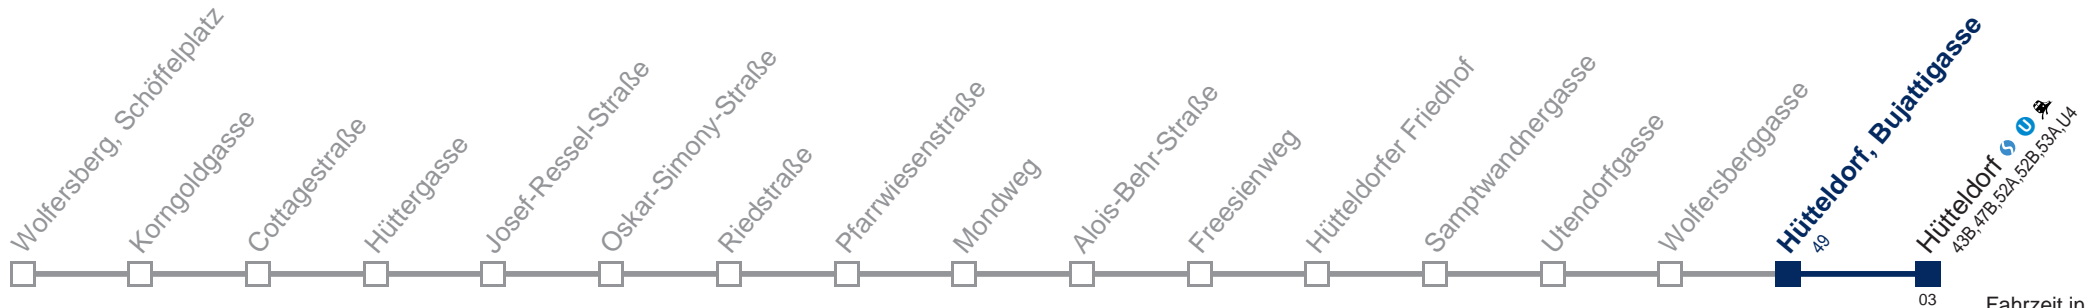 Wolfersberg, Schöffelplatz
Korngoldgasse
Cottagestraße
Hüttergasse
Josef-Ressel-Straße
Oskar-Simony-Straße
Riedstraße
Pfarrwiesenstraße
Mondweg
Alois-Behr-Straße
Freesienweg
Hütteldorfer Friedhof
Samptwandnergasse
Utendorfgasse
Wolfersberggasse
Hütteldorf, Bujattigasse
49
Hütteldorf S U
43B,47B,52A,52B,53A,U4
03
Fahrzeit in